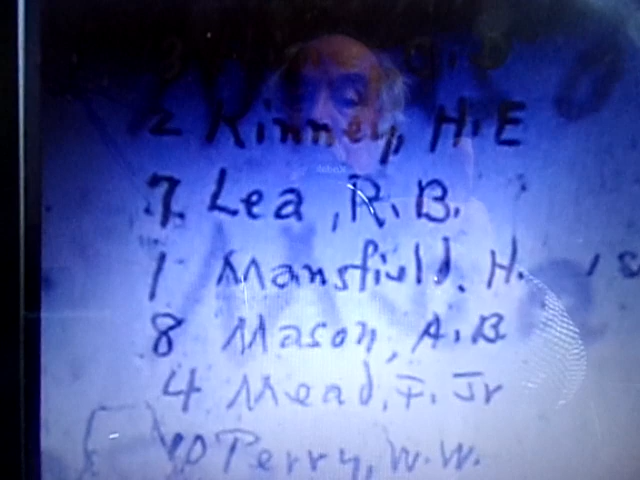 2 Kinney, H.E
7. Lea, R. B.
1 Mansfield. H.
8 Mason, A.B
4 Mead, F. Jr
10 Perry, W.W.